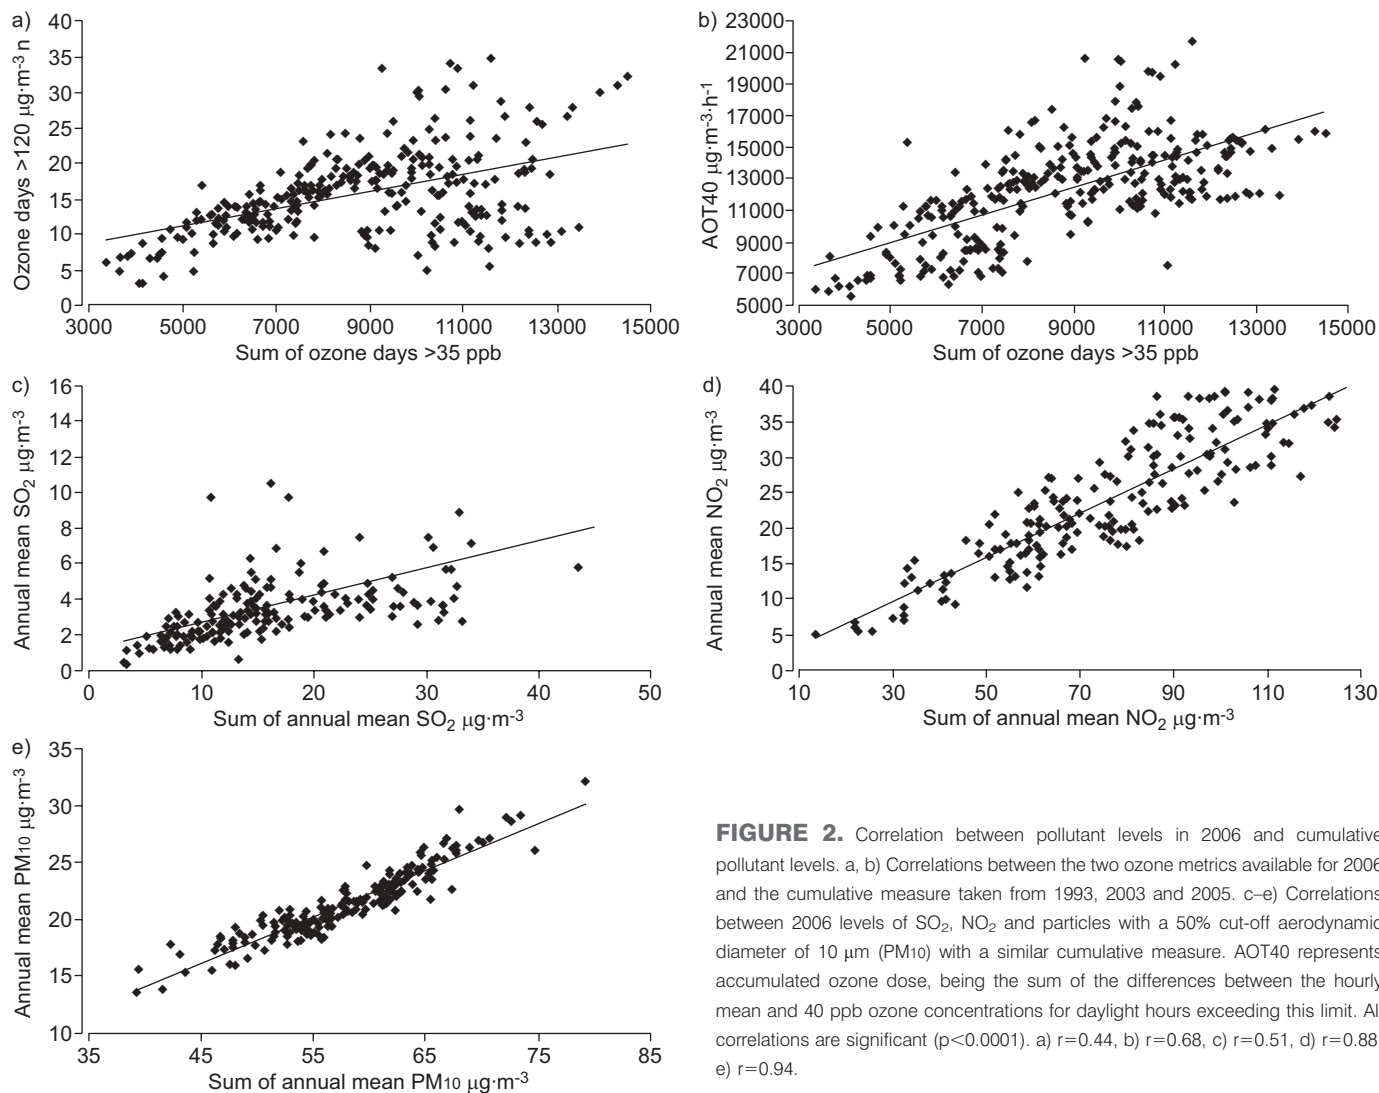 a)
40
35
30
25
20
15
10
5
0
Ozone days >120 µg·m-3 n
3000 5000 7000 9000 11000 13000 15000
Sum of ozone days >35 ppb
b)
23000
21000
19000
17000
15000
13000
11000
9000
7000
5000
AOT40 µg·m-3·h-1
3000 5000 7000 9000 11000 13000 15000
Sum of ozone days >35 ppb
c)
16
14
12
10
8
6
4
2
0
Annual mean SO2 µg·m-3
0 10 20 30 40 50
Sum of annual mean SO2 µg·m-3
d)
40
35
30
25
20
15
10
5
0
Annual mean NO2 µg·m-3
10 30 50 70 90 110 130
Sum of annual mean NO2 µg·m-3
e)
35
30
25
20
15
10
Annual mean PM10 µg·m-3
35 45 55 65 75 85
Sum of annual mean PM10 µg·m-3
FIGURE 2. Correlation between pollutant levels in 2006 and cumulative
pollutant levels. a, b) Correlations between the two ozone metrics available for 2006
and the cumulative measure taken from 1993, 2003 and 2005. c–e) Correlations
between 2006 levels of SO2, NO2 and particles with a 50% cut-off aerodynamic
diameter of 10 µm (PM10) with a similar cumulative measure. AOT40 represents
accumulated ozone dose, being the sum of the differences between the hourly
mean and 40 ppb ozone concentrations for daylight hours exceeding this limit. Al
correlations are significant (p<0.0001). a) r=0.44, b) r=0.68, c) r=0.51, d) r=0.88
e) r=0.94.